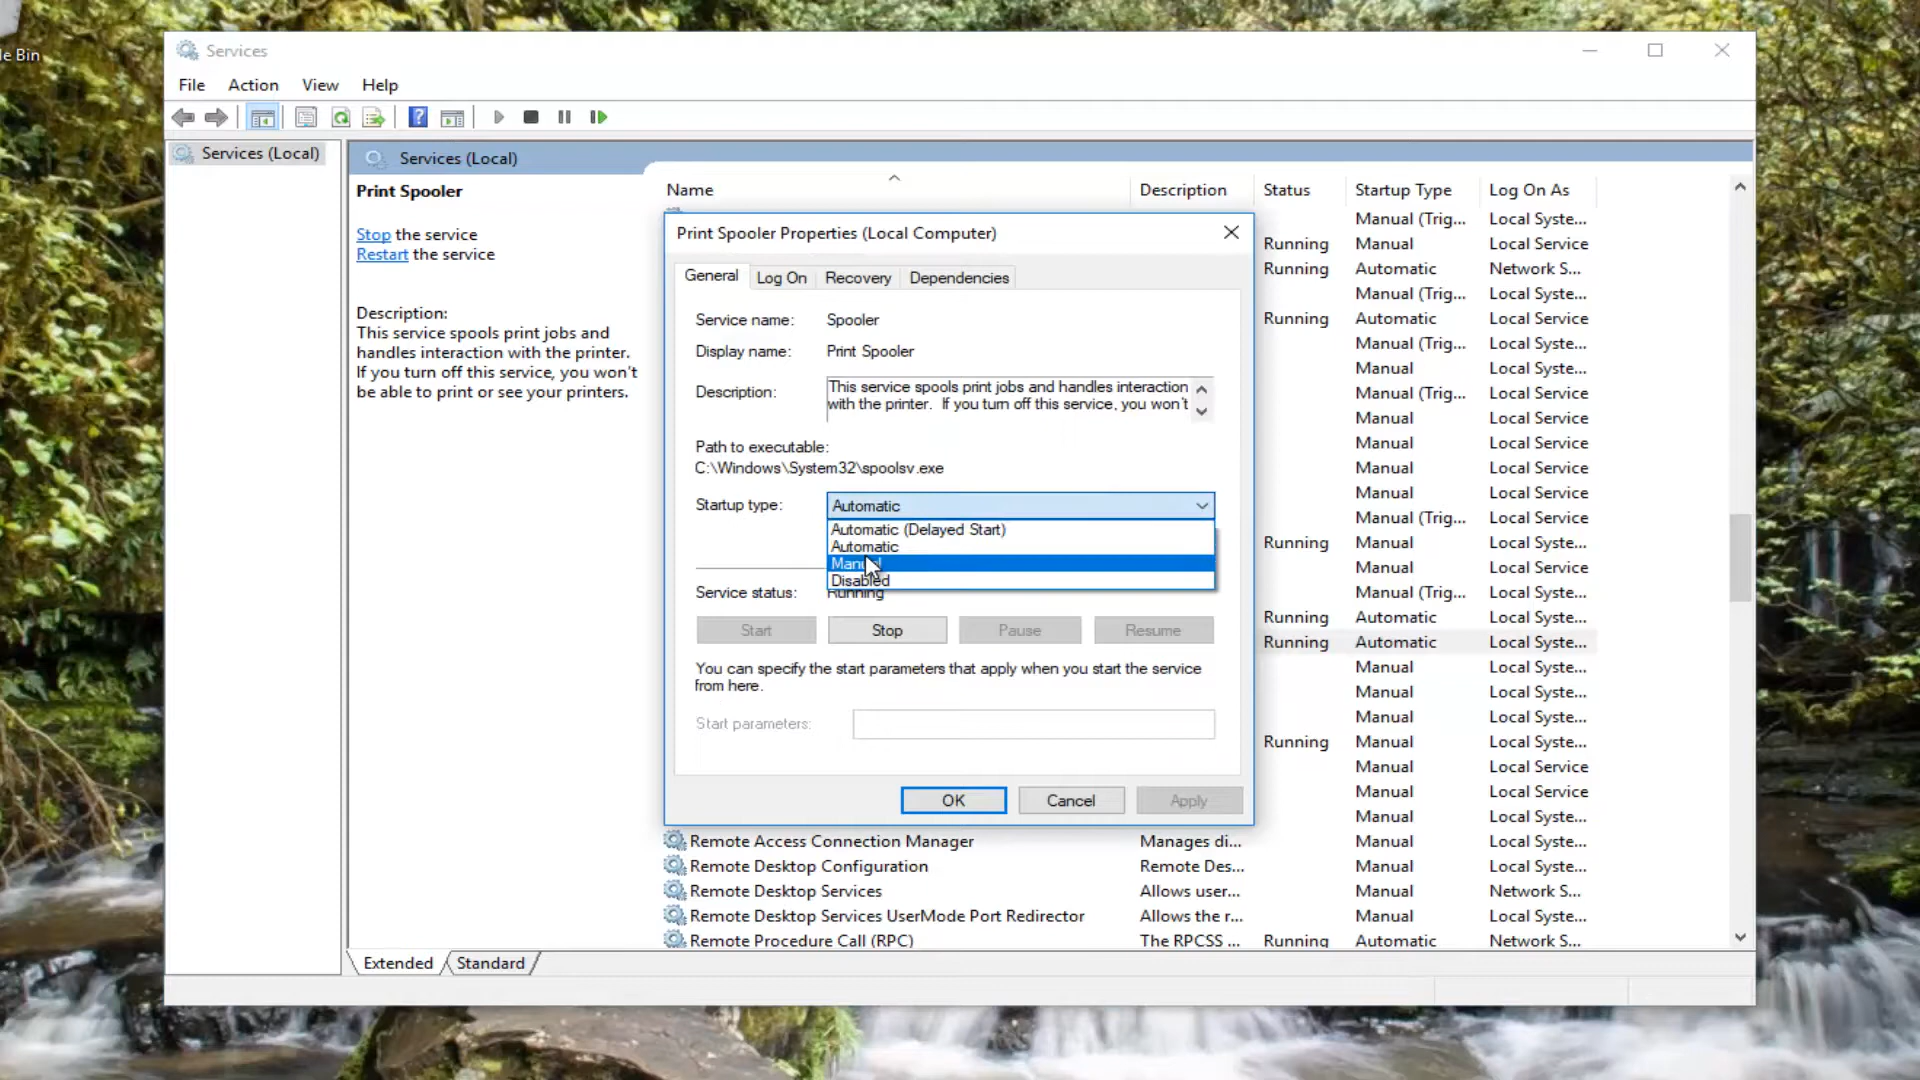 le Bin
Services
File Action View Help
Services (Local)
Services (Local)
Print Spooler
Stop the service
Restart the service
Description:
This service spools print jobs and
handles interaction with the printer.
If you turn off this service, you won't
be able to print or see your printers.
Name Description Status Startup Type Log On As
Manual (Trig... Local Syste...
Running Manual Local Service
Running Automatic Network S...
Manual (Trig... Local Syste...
Running Automatic Local Service
Manual (Trig... Local Syste...
Manual Local Service
Manual (Trig... Local Syste...
Manual Local Service
Manual Local Service
Manual Local Service
Manual Local Service
Manual (Trig... Local Syste...
Running Manual Local Syste...
Manual Local Service
Manual (Trig... Local Syste...
Running Automatic Local Syste...
Running Automatic Local Syste...
Manual Local Syste...
Manual Local Syste...
Manual Local Syste...
Running Manual Local Syste...
Manual Local Service
Manual Local Service
Manual Local Syste...
Remote Access Connection Manager Manages di... Manual Local Syste...
Remote Desktop Configuration Remote Des... Manual Local Syste...
Remote Desktop Services Allows user... Manual Network S...
Remote Desktop Services UserMode Port Redirector Allows the r... Manual Local Syste...
Remote Procedure Call (RPC) The RPCSS ... Running Automatic Network S...
Print Spooler Properties (Local Computer)
General Log On Recovery Dependencies
Service name: Spooler
Display name: Print Spooler
Description: This service spools print jobs and handles interaction
with the printer. If you turn off this service, you won't
Path to executable:
C:\Windows\System32\spoolsv.exe
Startup type: Automatic
Automatic (Delayed Start)
Automatic
Manual
Disabled
Service status: Running
Start Stop Pause Resume
You can specify the start parameters that apply when you start the service
from here.
Start parameters:
OK Cancel Apply
Extended Standard